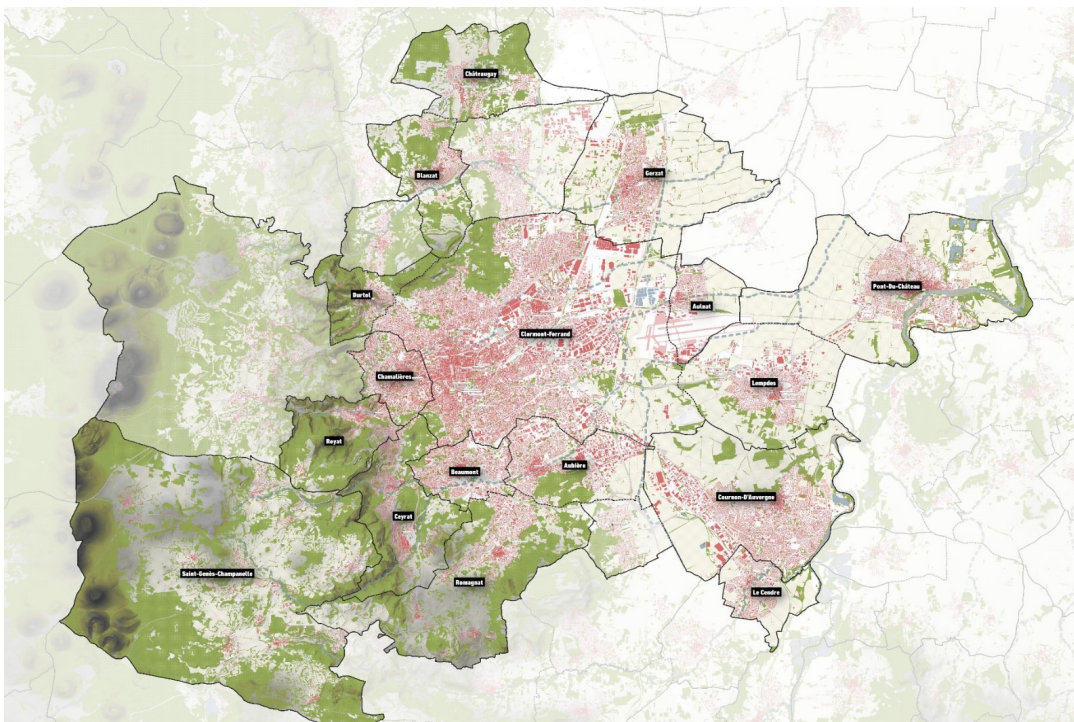 Châteaugay
Blanzat
Gerzat
Durtol
Aulnat
Pont-Du-Château
Clermont-Ferrand
Chamalières
Lempdes
Royat
Beaumont
Aubière
Cournon-D'Auvergne
Ceyrat
Saint-Genès-Champanelle
Romagnat
Le Cendre